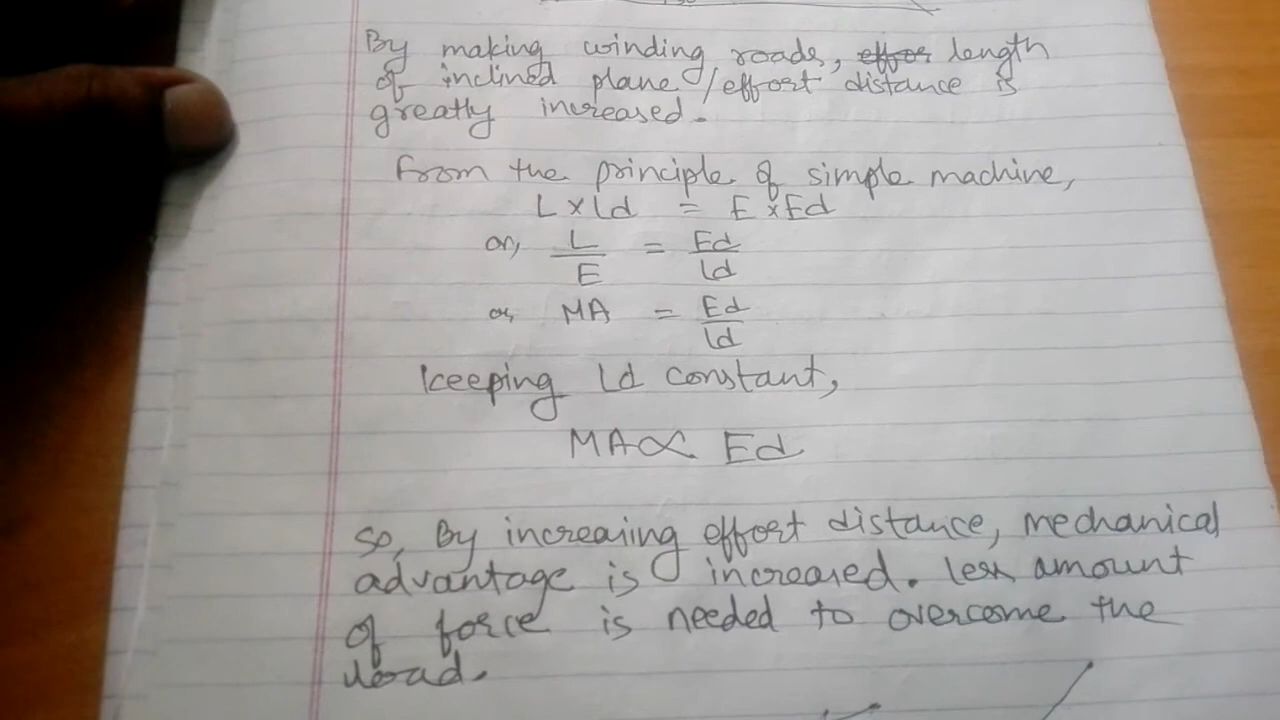 By making winding roads, effor length
of inclined plane/effort distance is
greatly increased.
From the principle of simple machine,
L×Ld = E×Ed
or, L/E = Ed/Ld
or, MA = Ed/Ld
keeping Ld constant,
MA∝ Ed
So, By increasing effort distance, mechanical
advantage is increased. less amount
of force is needed to overcome the
load.